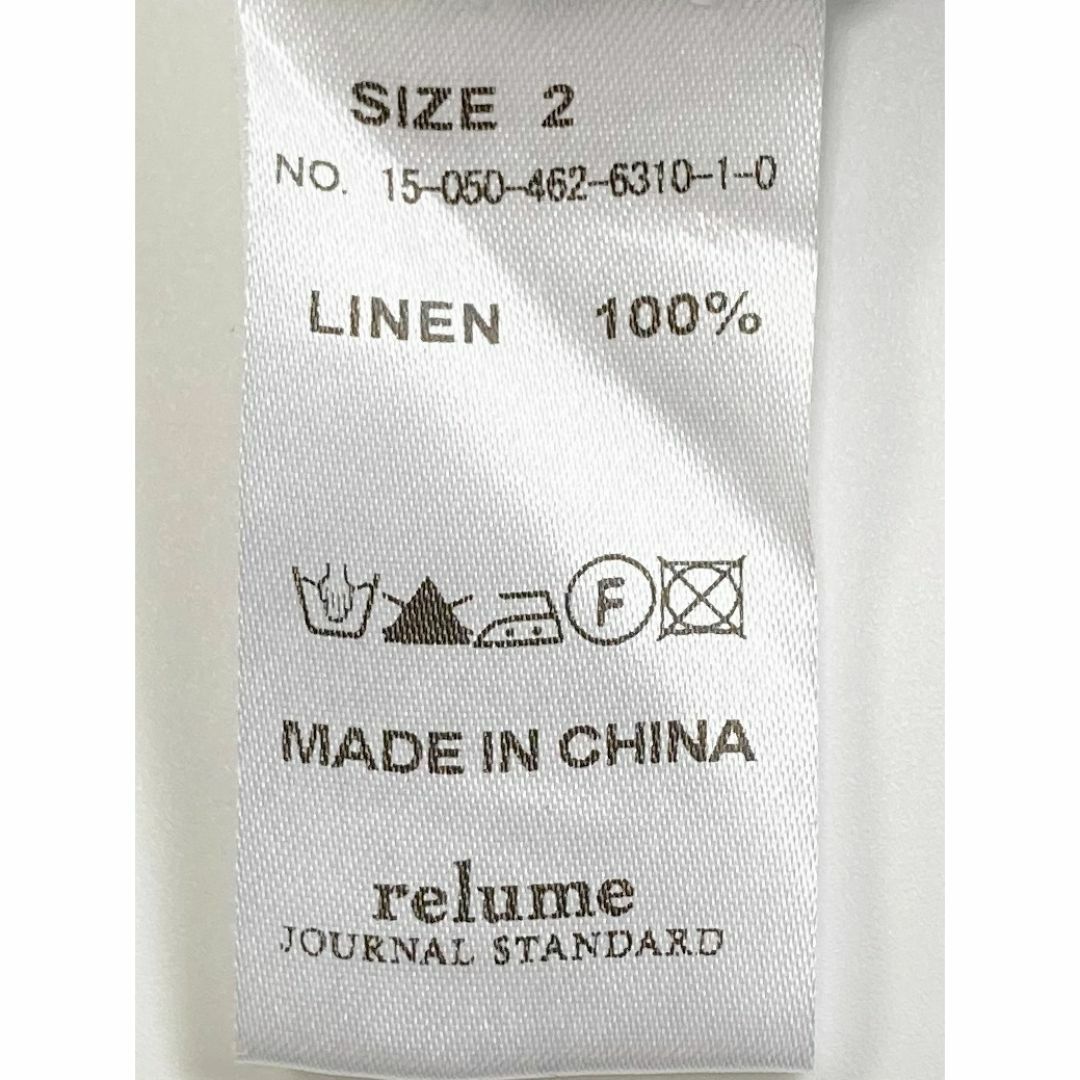 SIZE 2
NO. 15-050-462-6310-1-0
LINEN 100%
F
MADE IN CHINA
relume
JOURNAL STANDARD